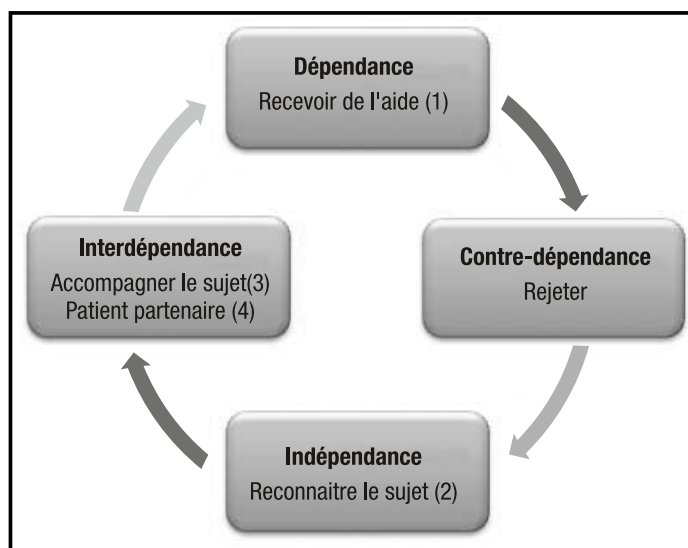 Dépendance
Recevoir de l'aide (1)
Contre-dépendance
Rejeter
Indépendance
Reconnaitre le sujet (2)
Interdépendance
Accompagner le sujet(3)
Patient partenaire (4)